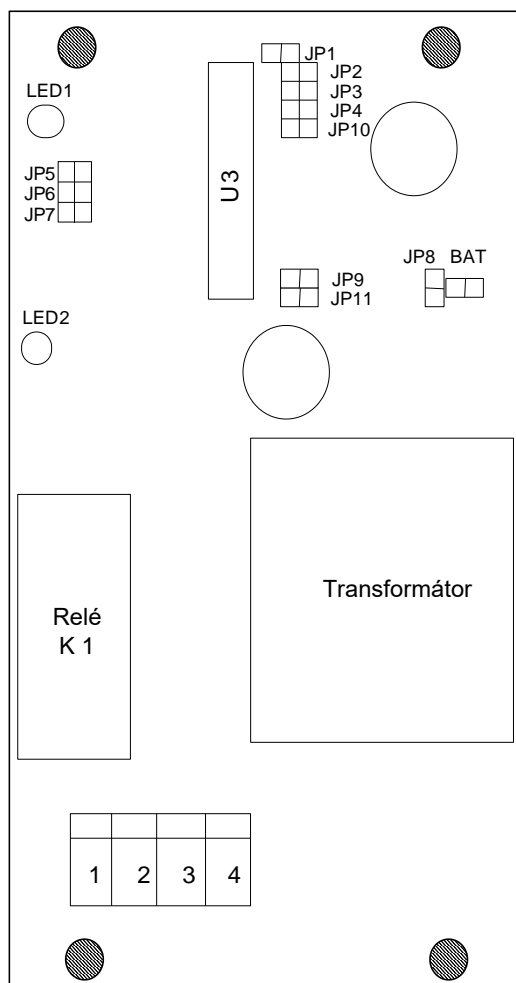 JP1
JP2
LED1
JP3
JP4
JP10
U3
JP5
JP6
JP7
JP8 BAT
JP9
JP11
LED2
Transformátor
Relé
K 1
1 2 3 4